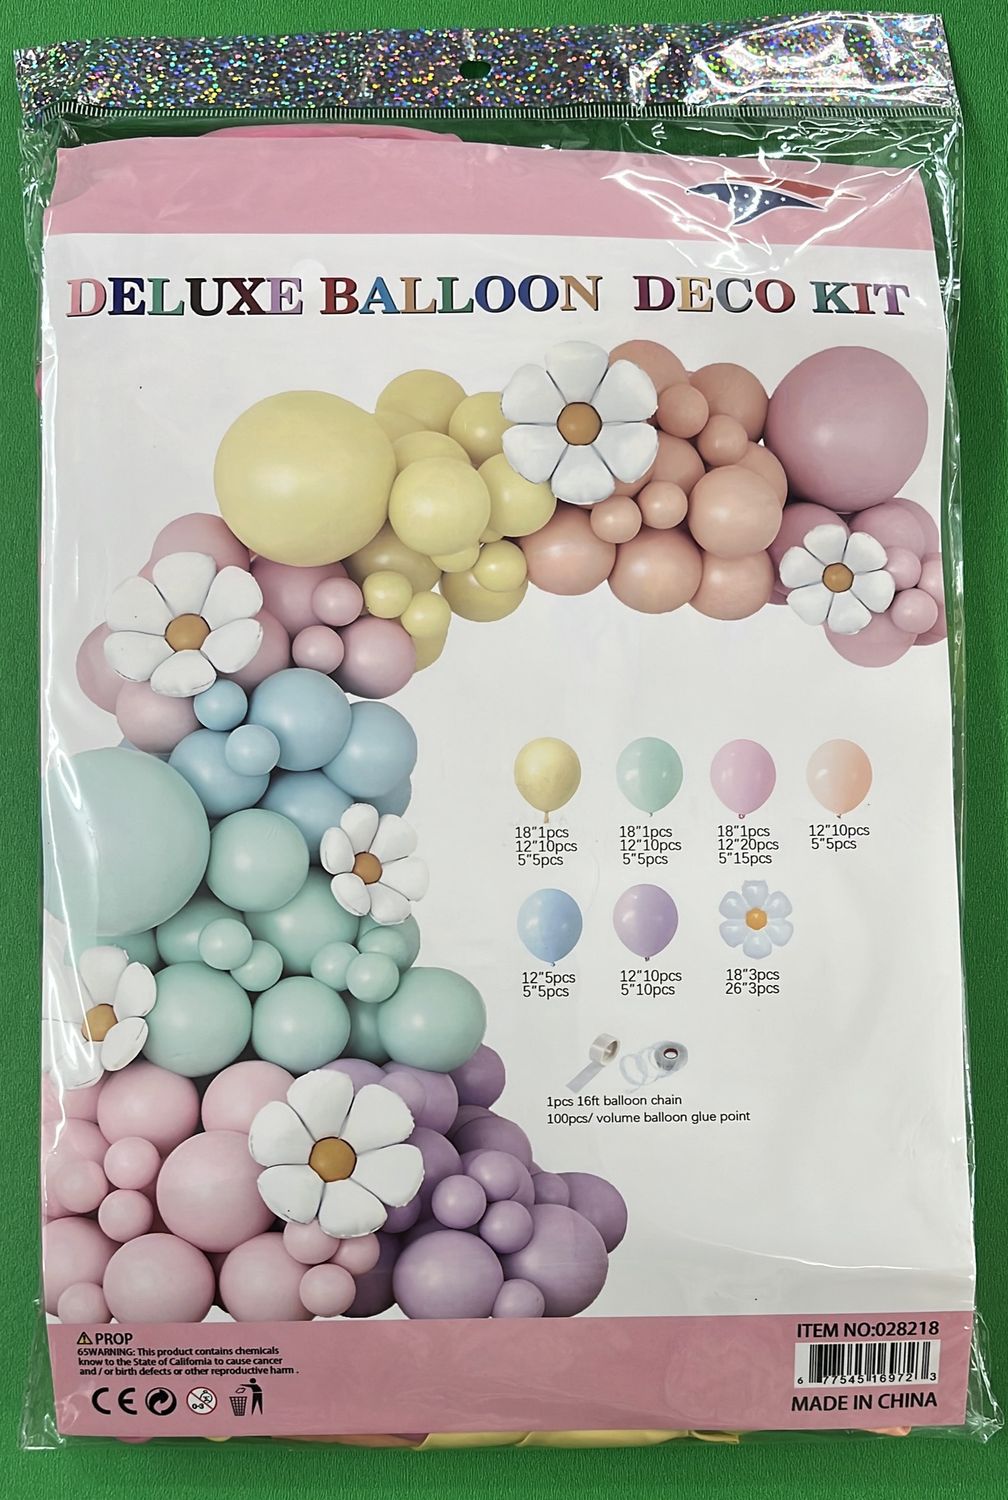 DELUXE BALLOON DECO KIT
18"1pcs
12"10pcs
5"5pcs
18"1pcs
12"10pcs
5"5pcs
18"1pcs
12"20pcs
5"15pcs
12"10pcs
5"5pcs
12"5pcs
5"5pcs
12"10pcs
5"10pcs
18"3pcs
26"3pcs
1pcs 16ft balloon chain
100pcs/ volume balloon glue point
PROP
65WARNING: This product contains chemicals
know to the State of California to cause cancer
and / or birth defects or other reproductive harm .
CE
0-3
ITEM NO:028218
6 77545 16972 3
MADE IN CHINA